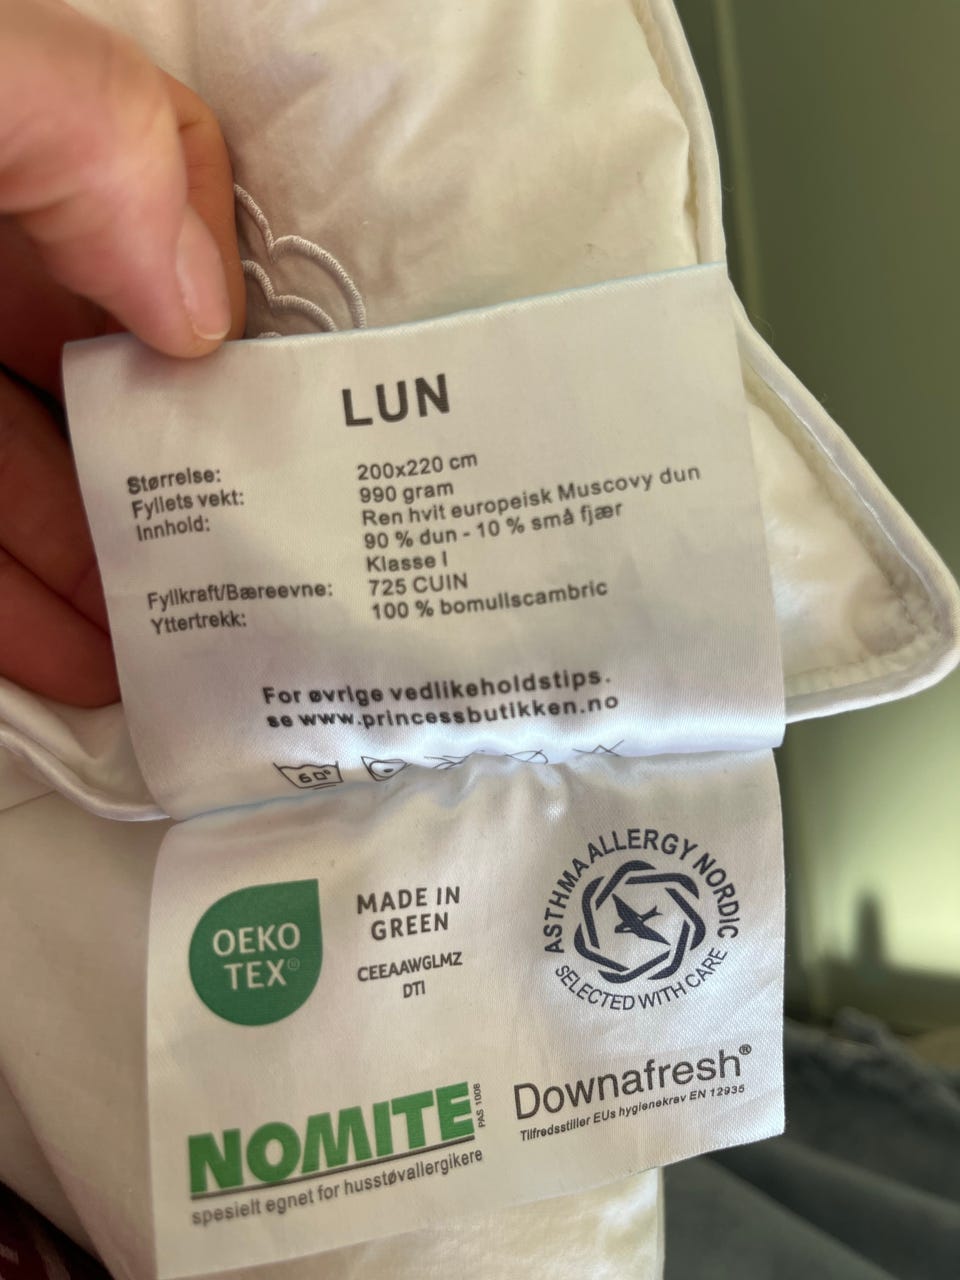 LUN
Størrelse: 200x220 cm
Fyllets vekt: 990 gram
Innhold: Ren hvit europeisk Muscovy dun
90 % dun - 10 % små fjær
Klasse I
Fyllkraft/Bæreevne: 725 CUIN
Yttertrekk: 100 % bomullscambric
For øvrige vedlikeholdstips.
se www.princessbutikken.no
60°
OEKO
TEX®
MADE IN
GREEN
CEEAAWGLMZ
DTI
ASTHMA ALLERGY NORDIC
SELECTED WITH CARE
NOMITE
PAS 1008
spesielt egnet for husstøvallergikere
Downafresh®
Tilfredsstiller EUs hygienekrav EN 12935